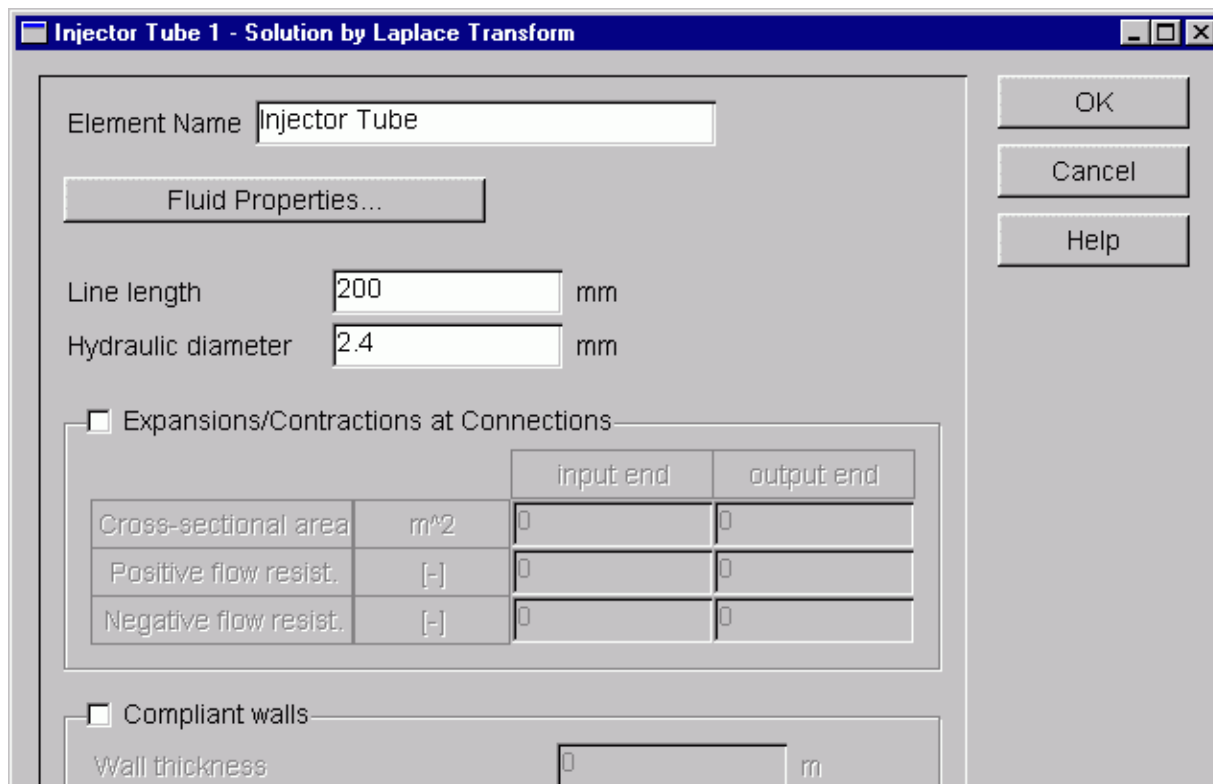 Injector Tube 1 - Solution by Laplace Transform
Element Name Injector Tube
OK
Fluid Properties...
Cancel
Help
Line length 200 mm
Hydraulic diameter 2.4 mm
Expansions/Contractions at Connections
input end output end
Cross-sectional area m^2 0 0
Positive flow resist. [-] 0 0
Negative flow resist. [-] 0 0
Compliant walls
Wall thickness 0 m